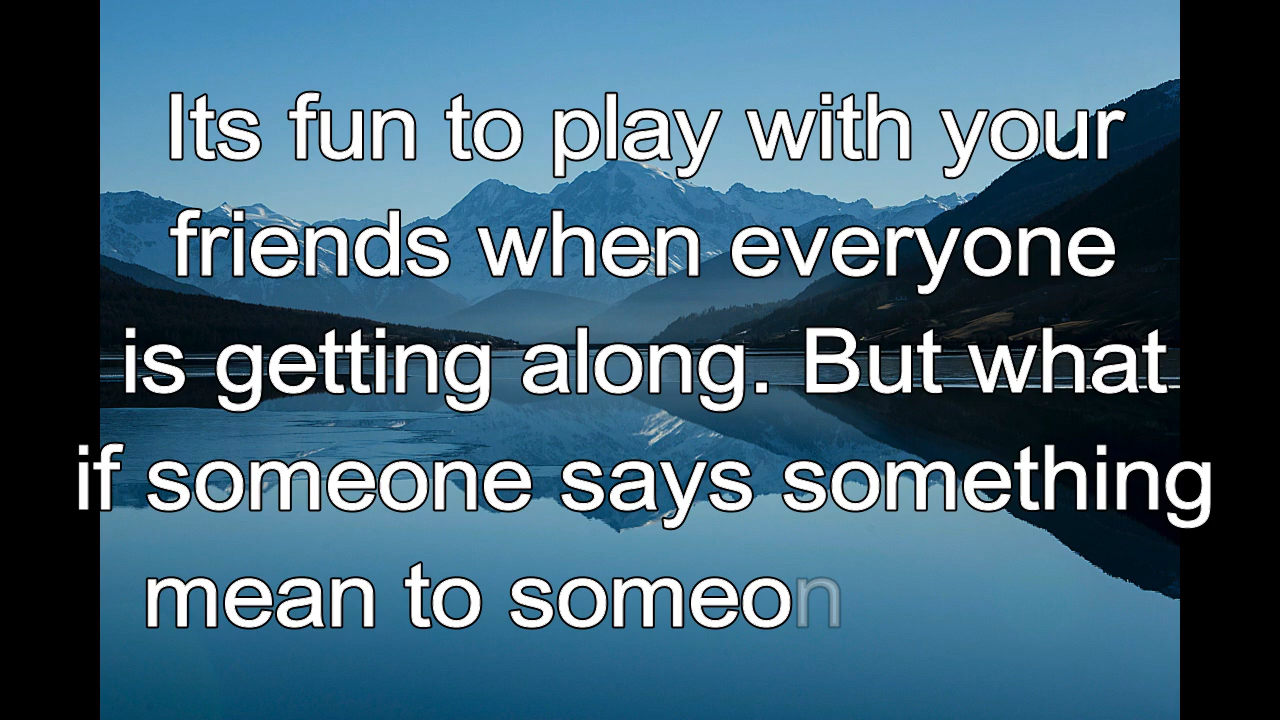 Its fun to play with your
friends when everyone
is getting along. But what
if someone says something
mean to someon